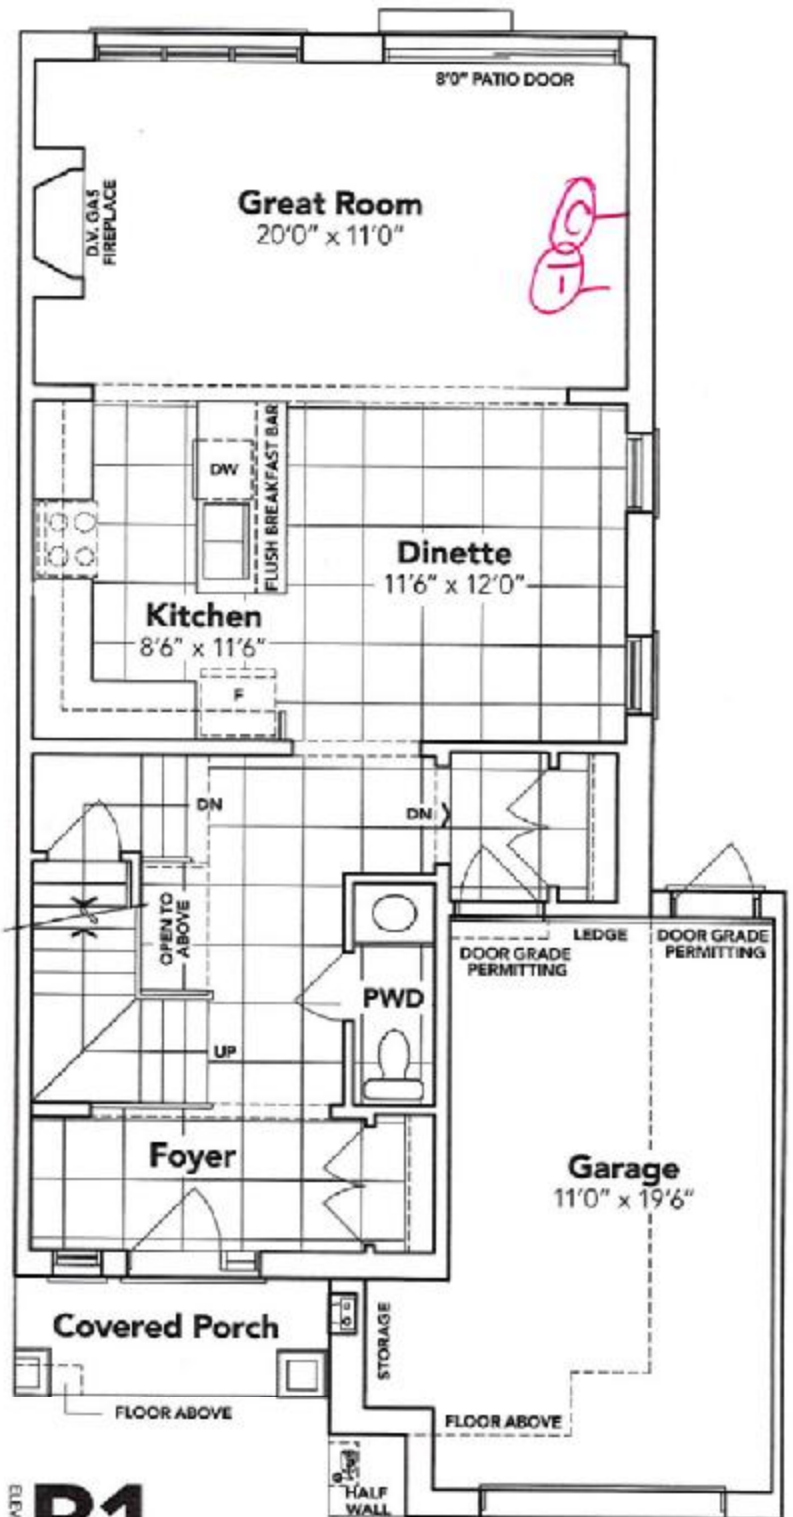 8'0" PATIO DOOR
D.V. GAS
FIREPLACE
Great Room
20'0" x 11'0"
C
T
DW
FLUSH BREAKFAST BAR
Dinette
11'6" x 12'0"
Kitchen
8'6" x 11'6"
F
DN
DN
OPEN TO
ABOVE
LEDGE
DOOR GRADE
PERMITTING
DOOR GRADE
PERMITTING
PWD
UP
Foyer
Garage
11'0" x 19'6"
Covered Porch
STORAGE
FLOOR ABOVE
FLOOR ABOVE
HALF
WALL